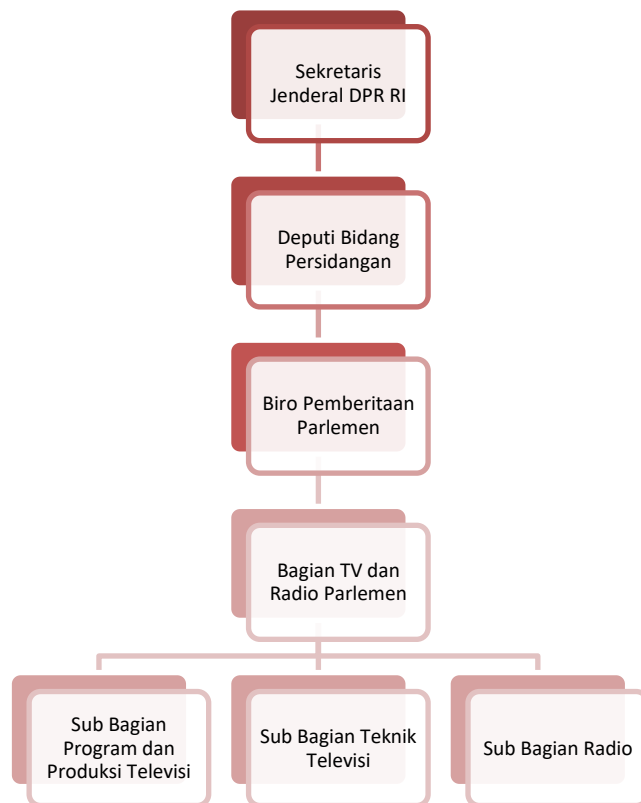 Sekretaris
Jenderal DPR RI
Deputi Bidang
Persidangan
Biro Pemberitaan
Parlemen
Bagian TV dan
Radio Parlemen
Sub Bagian
Program dan
Produksi Televisi
Sub Bagian Teknik
Televisi
Sub Bagian Radio